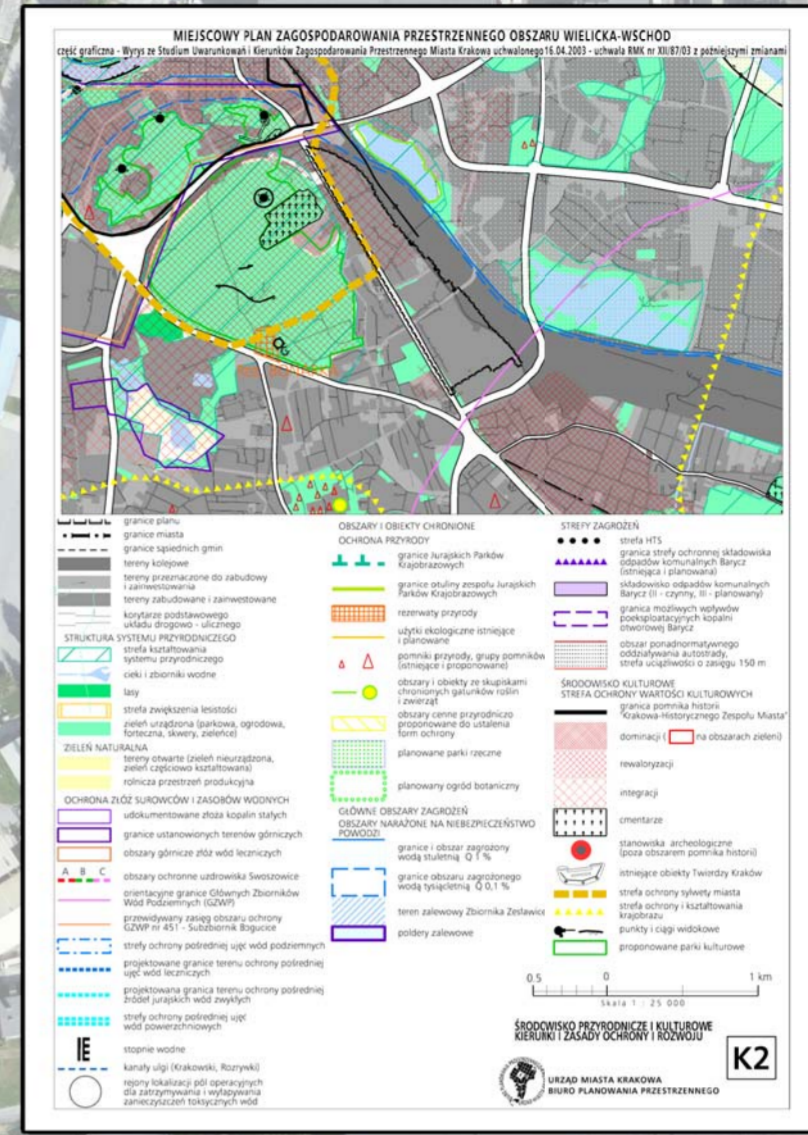 MIEJSCOWY PLAN ZAGOSPODAROWANIA PRZESTRZENNEGO OBSZARU WIELICKA-WSCHÓD
część graficzna - Wyrys ze Studium Uwarunkowań i Kierunków Zagospodarowania Przestrzennego Miasta Krakowa uchwalonego 16.04.2003 - uchwała RMK nr XII/87/03 z późniejszymi zmianami
granice planu
granice miasta
granice sąsiednich gmin
tereny kolejowe
tereny przeznaczone do zabudowy
i zainwestowania
tereny zabudowane i zainwestowane
korytarze podstawowego
układu drogowo - ulicznego
STRUKTURA SYSTEMU PRZYRODNICZEGO
strefa kształtowania
systemu przyrodniczego
cieki i zbiorniki wodne
lasy
strefa zwiększenia lesistości
zieleń urządzona (parkowa, ogrodowa,
forteczna, skwery, zieleńce)
ZIELEŃ NATURALNA
tereny otwarte (zieleń nieurządzona,
zieleń częściowo kształtowana)
rolnicza przestrzeń produkcyjna
OCHRONA ZŁÓŻ SUROWCÓW I ZASOBÓW WODNYCH
udokumentowane złoża kopalin stałych
granice ustanowionych terenów górniczych
obszary górnicze złóż wód leczniczych
A B C
obszary ochronne uzdrowiska Swoszowice
orientacyjne granice Głównych Zbiorników
Wód Podziemnych (GZWP)
przewidywany zasięg obszaru ochrony
GZWP nr 451 - Subzbiornik Bogucice
strefy ochrony pośredniej ujęć wód podziemnych
projektowane granice terenu ochrony pośredniej
ujęć wód leczniczych
projektowana granica terenu ochrony pośredniej
źródeł jurajskich wód zwykłych
strefy ochrony pośredniej ujęć
wód powierzchniowych
stopnie wodne
kanały ulgi (Krakowski, Rozrywki)
rejony lokalizacji pól operacyjnych
dla zatrzymywania i wyłapywania
zanieczyszczeń toksycznych wód
OBSZARY I OBIEKTY CHRONIONE
OCHRONA PRZYRODY
granice Jurajskich Parków
Krajobrazowych
granice otuliny zespołu Jurajskich
Parków Krajobrazowych
rezerwaty przyrody
użytki ekologiczne istniejące
i planowane
pomniki przyrody, grupy pomników
(istniejące i proponowane)
obszary i obiekty ze skupiskami
chronionych gatunków roślin
i zwierząt
obszary cenne przyrodniczo
proponowane do ustalenia
form ochrony
planowane parki rzeczne
planowany ogród botaniczny
GŁÓWNE OBSZARY ZAGROŻEŃ
OBSZARY NARAŻONE NA NIEBEZPIECZEŃSTWO
POWODZI
granice i obszar zagrożony
wodą stuletnią Q 1 %
granice obszaru zagrożonego
wodą tysiącletnią Q 0,1 %
teren zalewowy Zbiornika Zesławice
poldery zalewowe
STREFY ZAGROŻEŃ
strefa HTS
granica strefy ochronnej składowiska
odpadów komunalnych Barycz
(istniejąca i planowana)
składowisko odpadów komunalnych
Barycz (II - czynny, III - planowany)
granica możliwych wpływów
poeksploatacyjnych kopalni
otworowej Barycz
obszar ponadnormatywnego
oddziaływania autostrady,
strefa uciążliwości o zasięgu 150 m
ŚRODOWISKO KULTUROWE
STREFA OCHRONY WARTOŚCI KULTUROWYCH
granica pomnika historii
"Krakowa-Historycznego Zespołu Miasta"
dominacji ( na obszarach zieleni)
rewaloryzacji
integracji
cmentarze
stanowiska archeologiczne
(poza obszarem pomnika historii)
istniejące obiekty Twierdzy Kraków
strefa ochrony sylwety miasta
strefa ochrony i kształtowania
krajobrazu
punkty i ciągi widokowe
proponowane parki kulturowe
0.5 0 1 km
Skala 1 : 25 000
ŚRODOWISKO PRZYRODNICZE I KULTUROWE
KIERUNKI I ZASADY OCHRONY I ROZWOJU
K2
URZĄD MIASTA KRAKOWA
BIURO PLANOWANIA PRZESTRZENNEGO